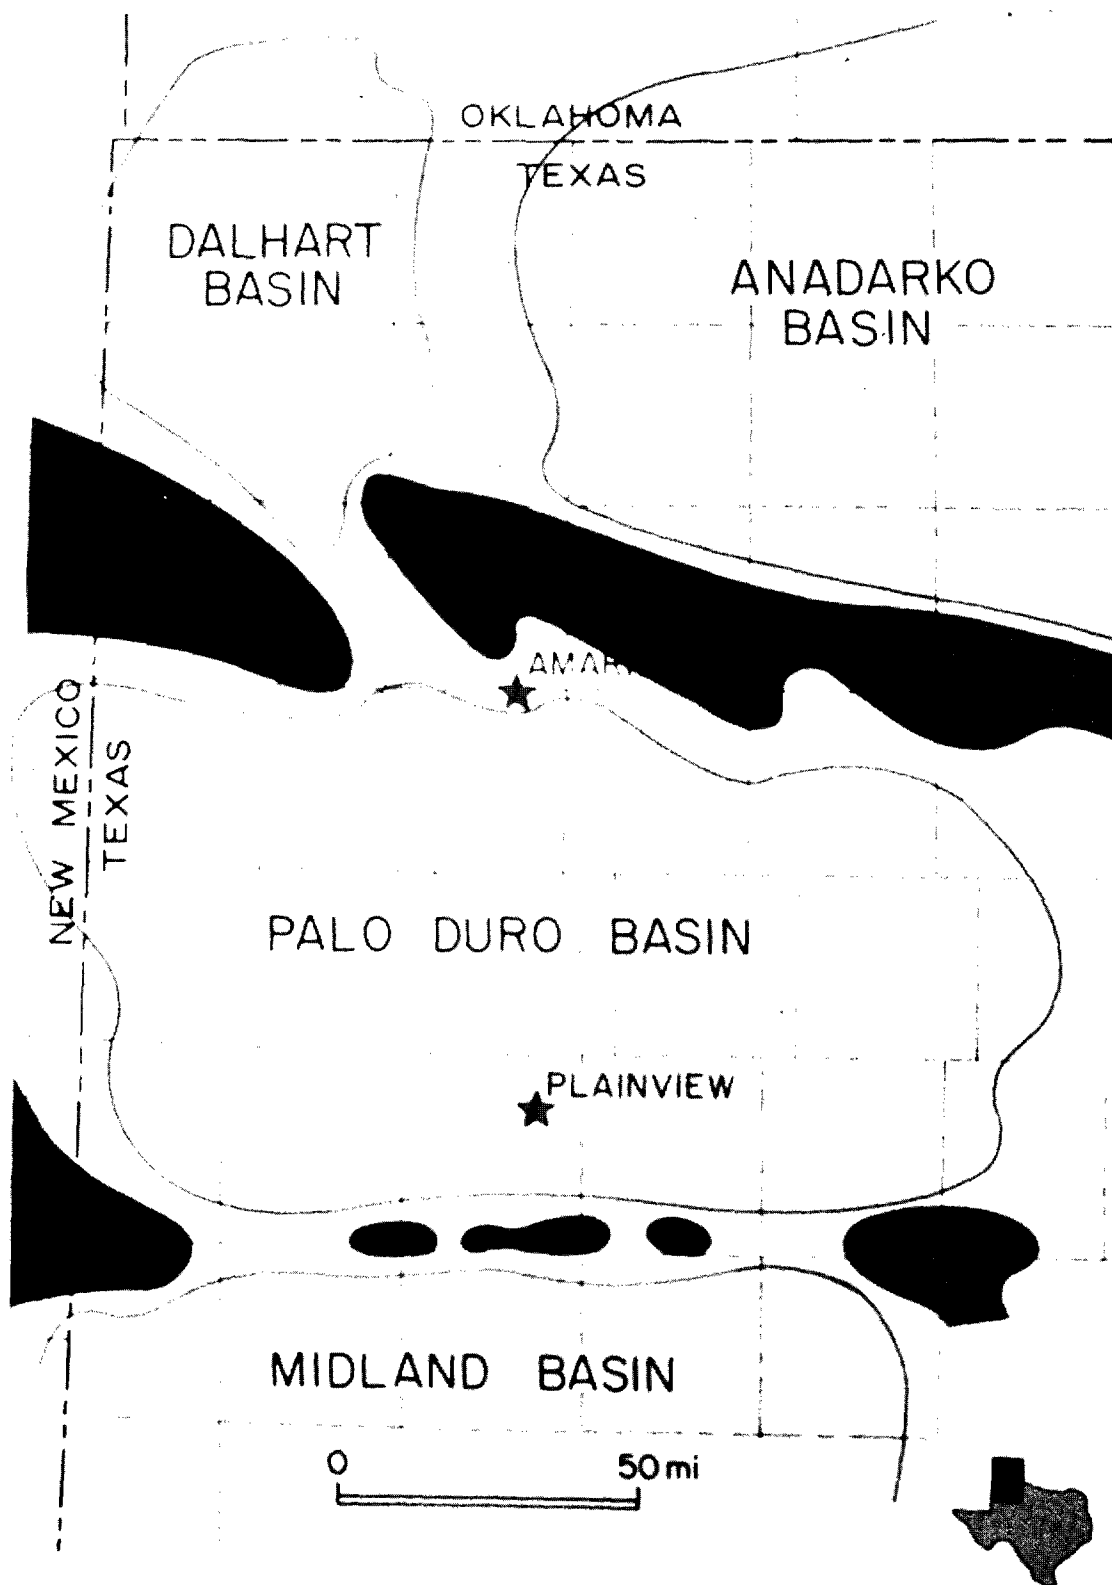 OKLAHOMA
TEXAS
DALHART
BASIN
ANADARKO
BASIN
NEW MEXICO
TEXAS
PALO DURO BASIN
PLAINVIEW
MIDLAND BASIN
0 50 mi